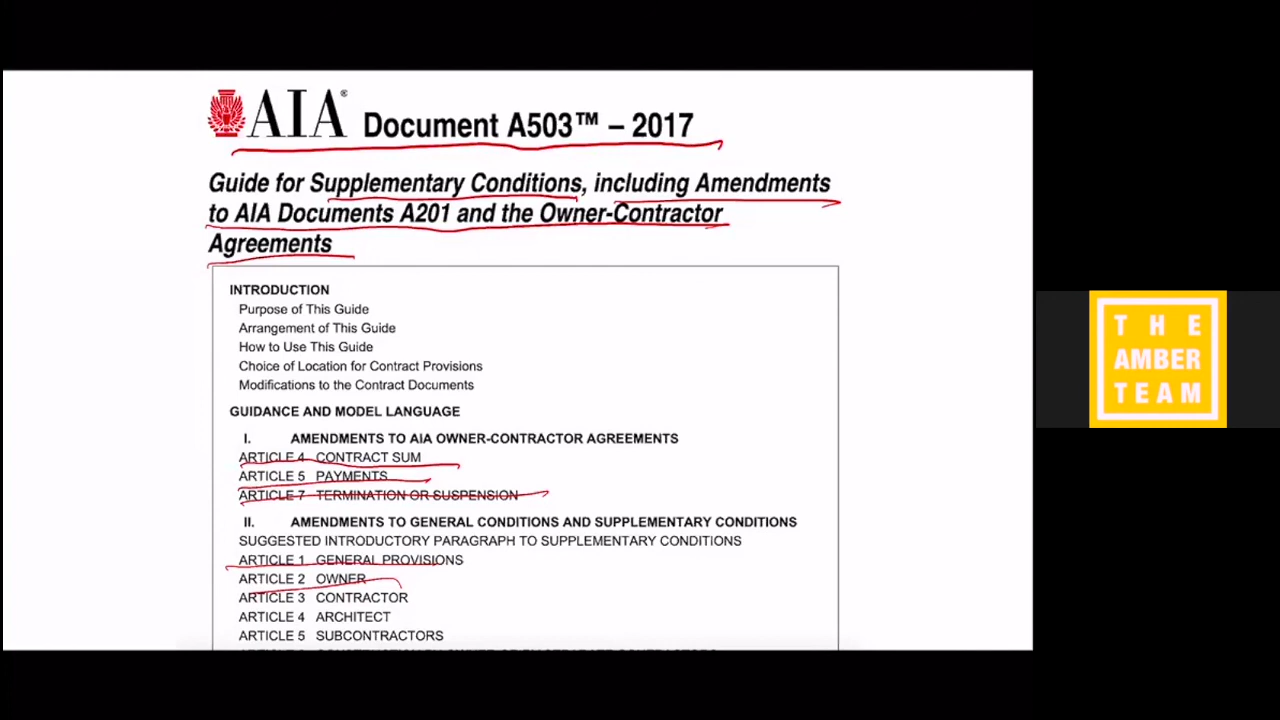 AIA® Document A503™ – 2017
Guide for Supplementary Conditions, including Amendments
to AIA Documents A201 and the Owner-Contractor
Agreements
INTRODUCTION
Purpose of This Guide
Arrangement of This Guide
How to Use This Guide
Choice of Location for Contract Provisions
Modifications to the Contract Documents
GUIDANCE AND MODEL LANGUAGE
I. AMENDMENTS TO AIA OWNER-CONTRACTOR AGREEMENTS
ARTICLE 4 CONTRACT SUM
ARTICLE 5 PAYMENTS
ARTICLE 7 TERMINATION OR SUSPENSION
II. AMENDMENTS TO GENERAL CONDITIONS AND SUPPLEMENTARY CONDITIONS
SUGGESTED INTRODUCTORY PARAGRAPH TO SUPPLEMENTARY CONDITIONS
ARTICLE 1 GENERAL PROVISIONS
ARTICLE 2 OWNER
ARTICLE 3 CONTRACTOR
ARTICLE 4 ARCHITECT
ARTICLE 5 SUBCONTRACTORS
THE
AMBER
TEAM